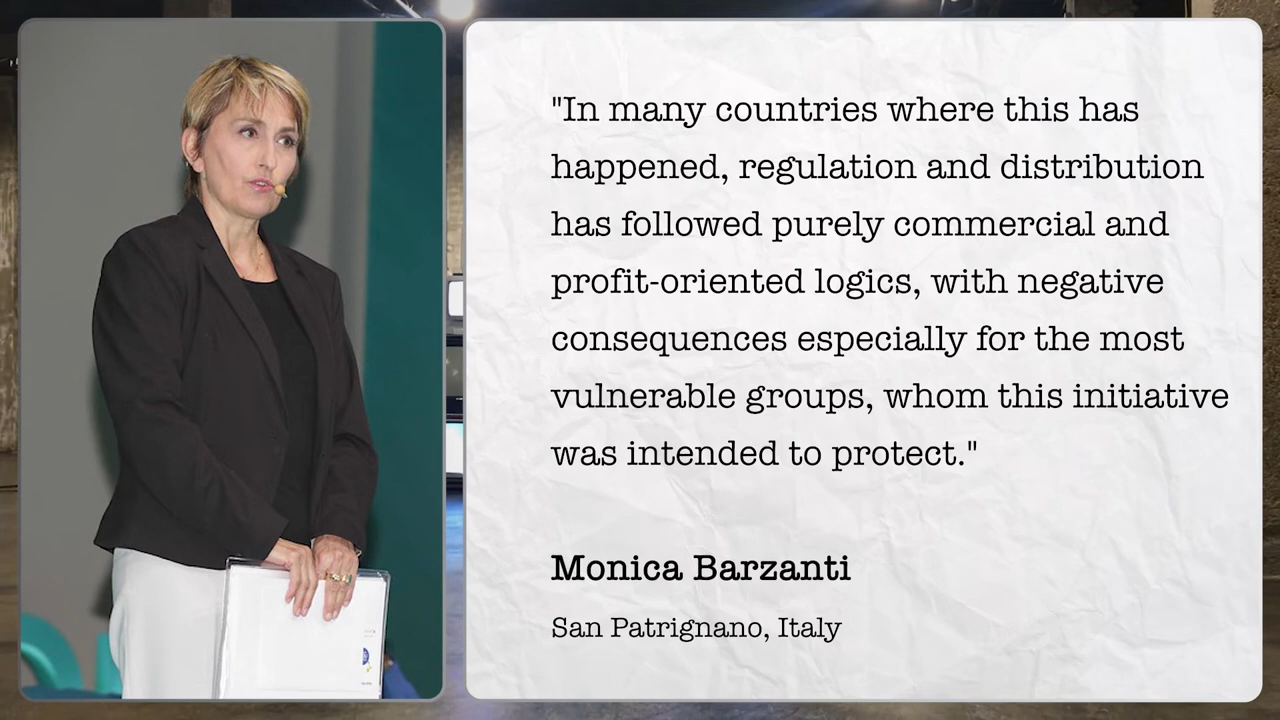 "In many countries where this has
happened, regulation and distribution
has followed purely commercial and
profit-oriented logics, with negative
consequences especially for the most
vulnerable groups, whom this initiative
was intended to protect."
Monica Barzanti
San Patrignano, Italy